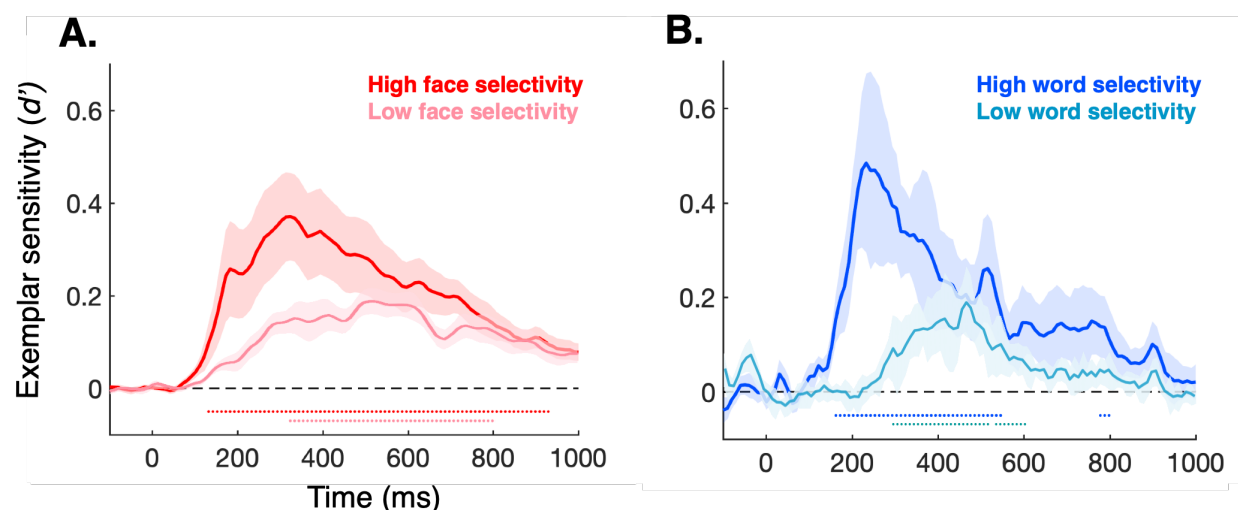 A.
High face selectivity
Low face selectivity
Exemplar sensitivity (d')
0.6
0.4
0.2
0
0 200 400 600 800 1000
Time (ms)
B.
High word selectivity
Low word selectivity
0.6
0.4
0.2
0
0 200 400 600 800 1000